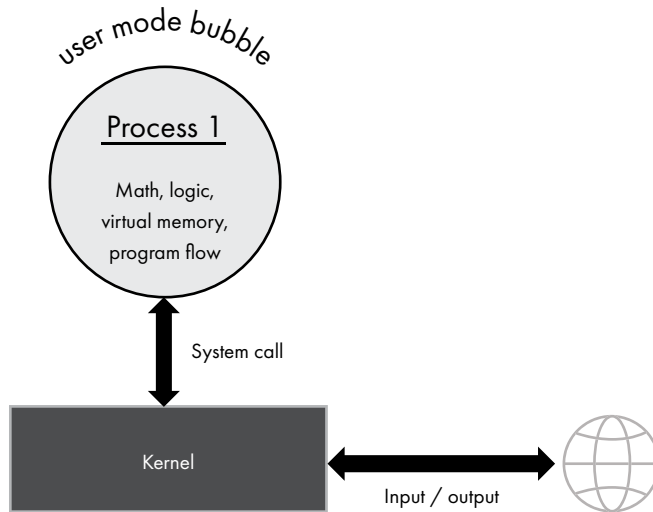 user mode bubble
Process 1
Math, logic,
virtual memory,
program flow
System call
Kernel
Input / output